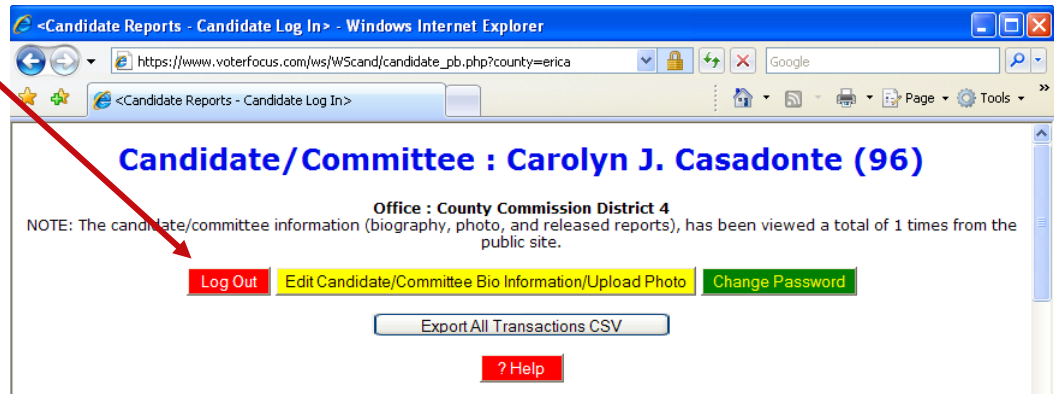 <Candidate Reports - Candidate Log In> - Windows Internet Explorer
https://www.voterfocus.com/ws/WScand/candidate_pb.php?county=erica
Google
<Candidate Reports - Candidate Log In>
Page
Tools
»
Candidate/Committee : Carolyn J. Casadonte (96)
Office : County Commission District 4
NOTE: The candidate/committee information (biography, photo, and released reports), has been viewed a total of 1 times from the
public site.
Log Out
Edit Candidate/Committee Bio Information/Upload Photo
Change Password
Export All Transactions CSV
? Help